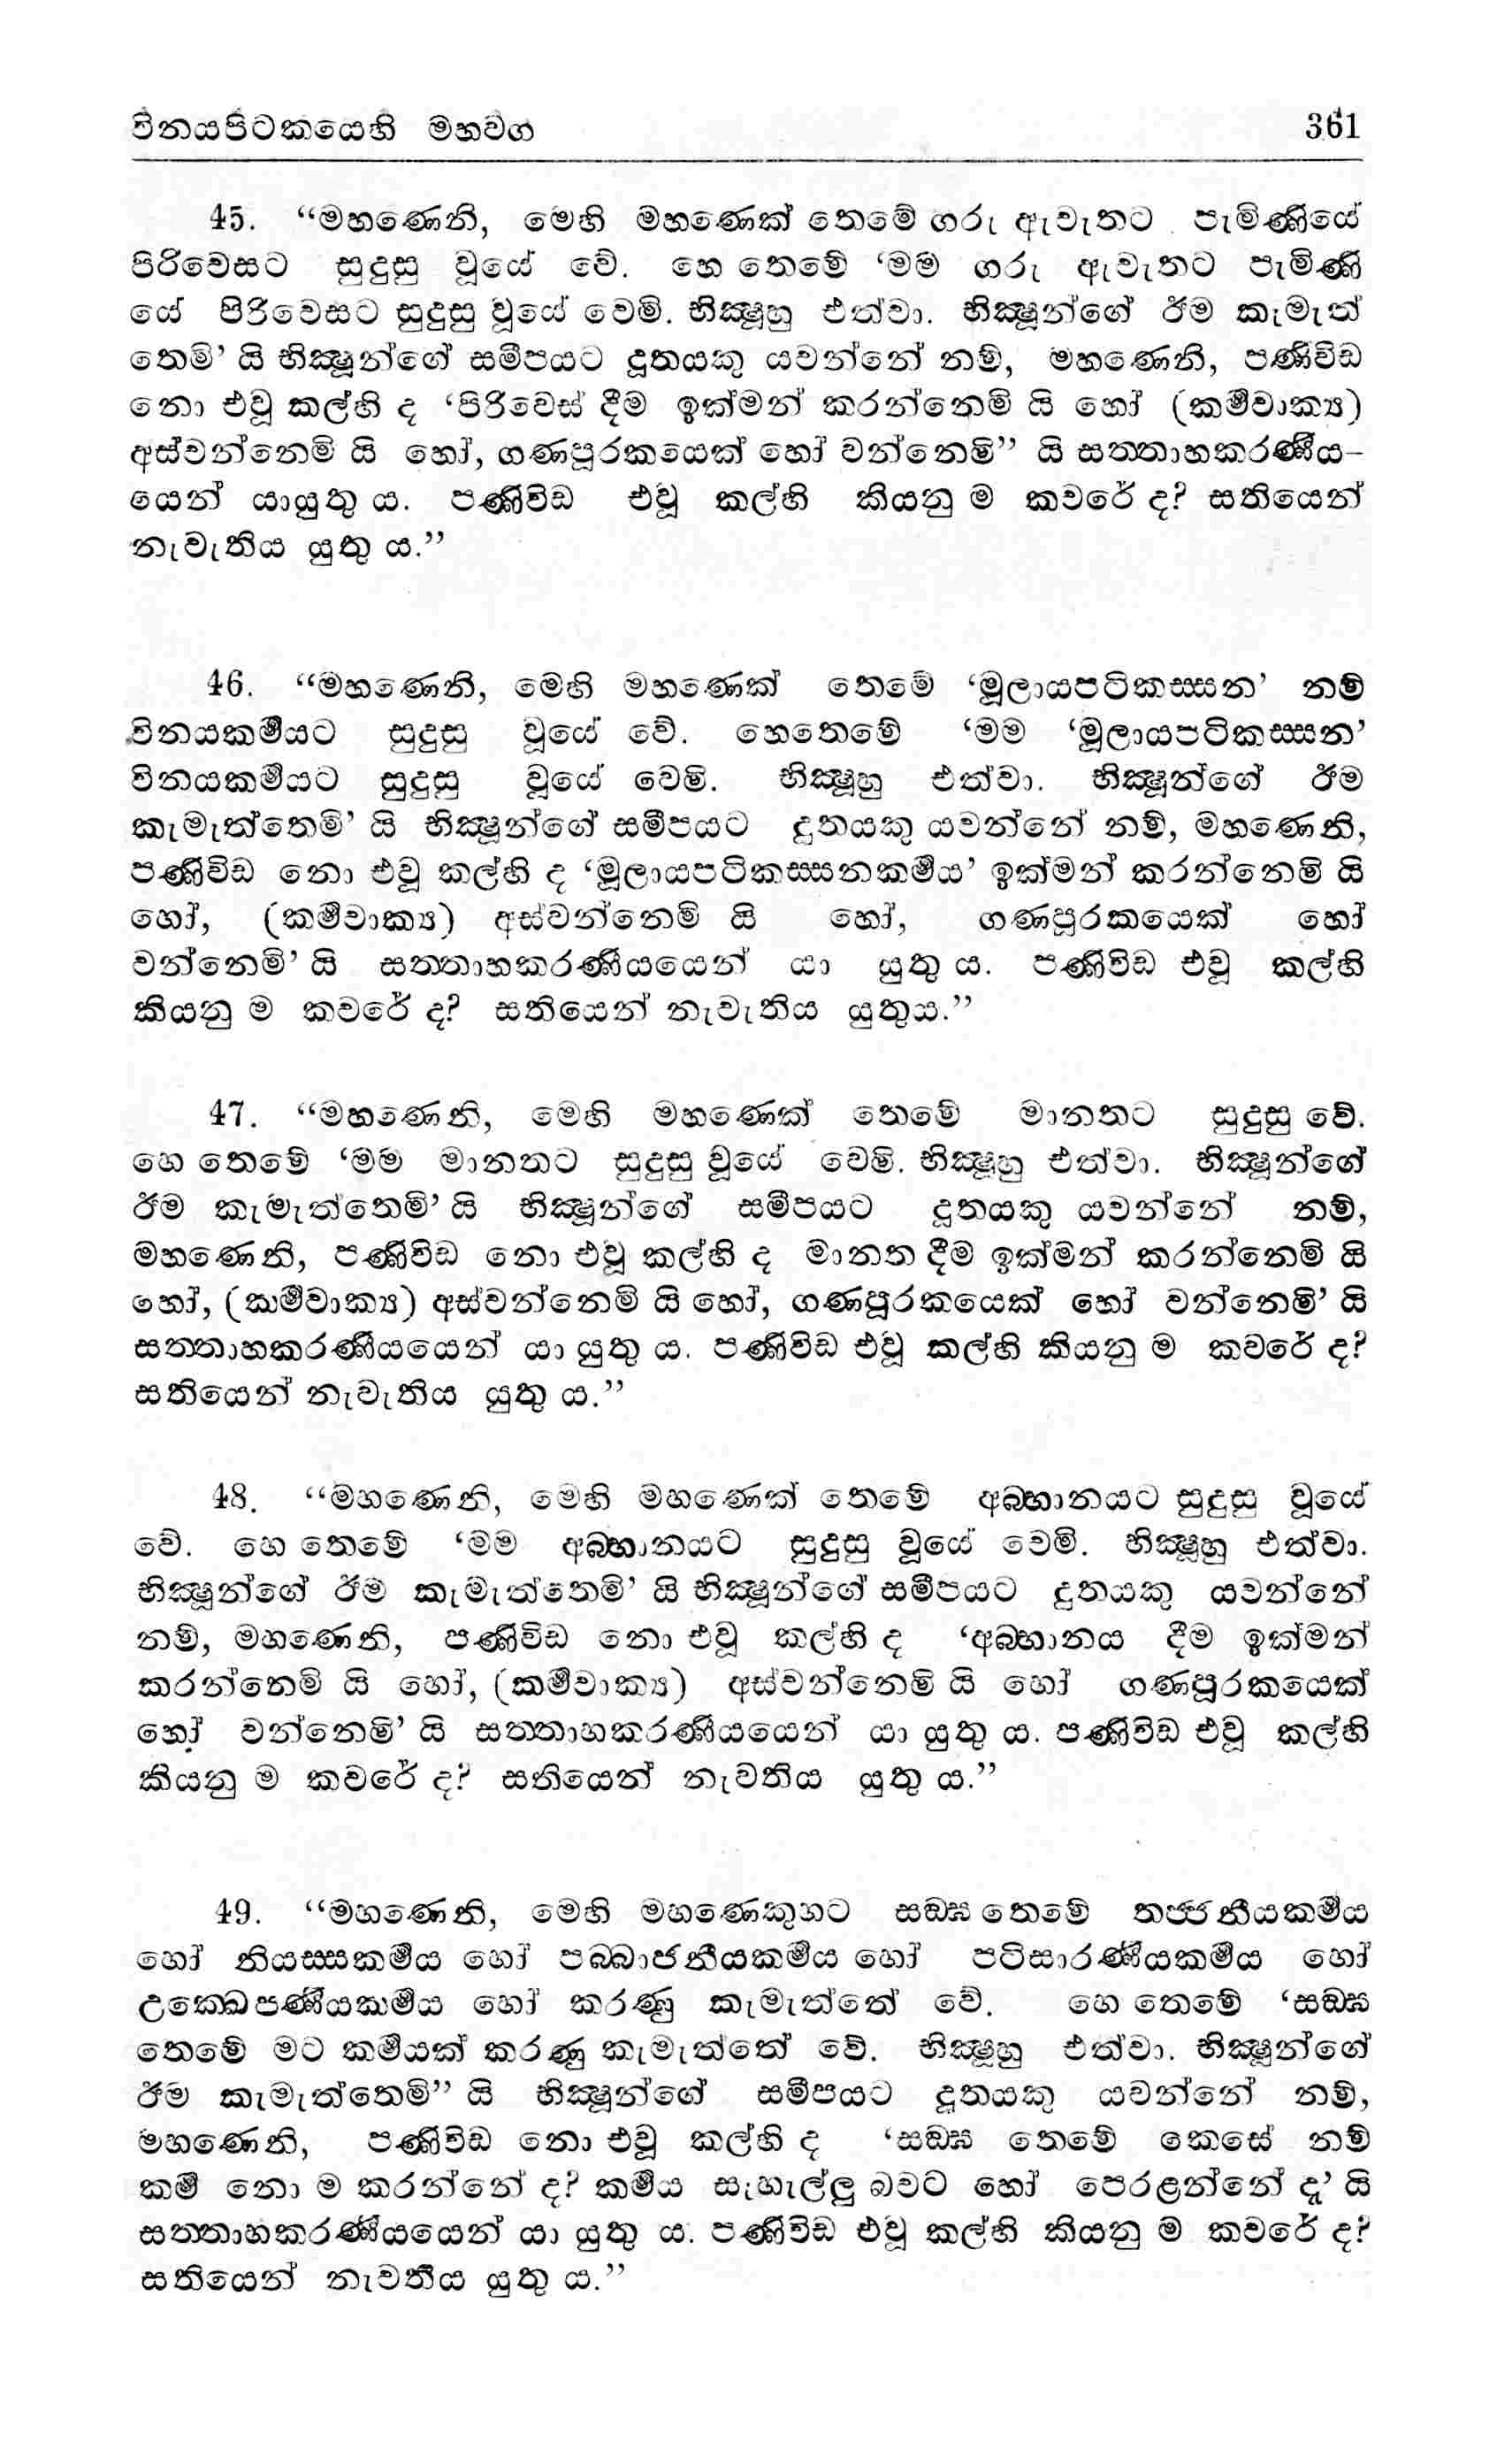 විනයපිටකයෙහි මහවග 361
45. “මහණෙනි, මෙහි මහණෙක් තෙමේ ගරු ඇවැතට පැමිණියේ
පිරිවෙසට සුදුසු වූයේ වේ. හෙ තෙමේ ‘මම ගරු ඇවැතට පැමිණි
යේ පිරිවෙසට සුදුසු වූයේ වෙමි. භික්‍ෂූහු එත්වා. භික්‍ෂූන්ගේ ඊම කැමැත්
තෙමි’ යි භික්‍ෂූන්ගේ සමීපයට දූතයකු යවන්නේ නම්, මහණෙනි, පණිවිඩ
නො එවූ කල්හි ද ‘පිරිවෙස් දීම ඉක්මන් කරන්නෙමි යි හෝ (කර්‍මවාක්‍ය)
අස්වන්නෙමි යි හෝ, ගණපූරකයෙක් හෝ වන්නෙමි” යි සත්‍තාහකරණීය-
යෙන් යායුතු ය. පණිවිඩ එවූ කල්හි කියනු ම කවරේ ද? සතියෙන්
නැවැතිය යුතු ය.”
46. “මහණෙනි, මෙහි මහණෙක් තෙමේ ‘මූලායපටිකස්සන’ නම්
විනයකර්‍මයට සුදුසු වූයේ වේ. හෙතෙමේ ‘මම ‘මූලායපටිකස්සන’
විනයකර්‍මයට සුදුසු වූයේ වෙමි. භික්‍ෂූහු එත්වා. භික්‍ෂූන්ගේ ඊම
කැමැත්තෙමි’ යි භික්‍ෂූන්ගේ සමීපයට දූතයකු යවන්නේ නම්, මහණෙනි,
පණිවිඩ නො එවූ කල්හි ද ‘මූලායපටිකස්සනකර්‍මය’ ඉක්මන් කරන්නෙමි යි
හෝ, (කර්‍මවාක්‍ය) අස්වන්නෙමි යි හෝ, ගණපූරකයෙක් හෝ
වන්නෙමි’ යි සත්‍තාහකරණීයයෙන් යා යුතු ය. පණිවිඩ එවූ කල්හි
කියනු ම කවරේ ද? සතියෙන් නැවැතිය යුතුය.”
47. “මහණෙනි, මෙහි මහණෙක් තෙමේ මානතට සුදුසු වේ.
හෙ තෙමේ ‘මම මානතට සුදුසු වූයේ වෙමි. භික්‍ෂූහු එත්වා. භික්‍ෂූන්ගේ
ඊම කැමැත්තෙමි’ යි භික්‍ෂූන්ගේ සමීපයට දූතයකු යවන්නේ නම්,
මහණෙනි, පණිවිඩ නො එවූ කල්හි ද මානත දීම ඉක්මන් කරන්නෙමි යි
හෝ, (කර්‍මවාක්‍ය) අස්වන්නෙමි යි හෝ, ගණපූරකයෙක් හෝ වන්නෙමි’ යි
සත්‍තාහකරණීයයෙන් යා යුතු ය. පණිවිඩ එවූ කල්හි කියනු ම කවරේ ද?
සතියෙන් නැවැතිය යුතු ය.”
48. “මහණෙනි, මෙහි මහණෙක් තෙමේ අබ්භානයට සුදුසු වූයේ
වේ. හෙ තෙමේ ‘මම අබ්භානයට සුදුසු වූයේ වෙමි. භික්‍ෂූහු එත්වා.
භික්‍ෂූන්ගේ ඊම කැමැත්තෙමි’ යි භික්‍ෂූන්ගේ සමීපයට දූතයකු යවන්නේ
නම්, මහණෙනි, පණිවිඩ නො එවූ කල්හි ද ‘අබ්භානය දීම ඉක්මන්
කරන්නෙමි යි හෝ, (කර්‍මවාක්‍ය) අස්වන්නෙමි යි හෝ ගණපූරකයෙක්
හෝ වන්නෙමි’ යි සත්‍තාහකරණීයයෙන් යා යුතු ය. පණිවිඩ එවූ කල්හි
කියනු ම කවරේ ද? සතියෙන් නැවතිය යුතු ය.”
49. “මහණෙනි, මෙහි මහණෙකුහට සඞ්ඝ තෙමේ තජ්ජනීයකර්‍මය
හෝ නියස්සකර්‍මය හෝ පබ්බාජනීයකර්‍මය හෝ පටිසාරණීයකර්‍මය හෝ
උක්ඛෙපණීයකර්‍මය හෝ කරණු කැමැත්තේ වේ. හෙ තෙමේ ‘සඞ්ඝ
තෙමේ මට කර්‍මයක් කරණු කැමැත්තේ වේ. භික්‍ෂූහු එත්වා. භික්‍ෂූන්ගේ
ඊම කැමැත්තෙමි” යි භික්‍ෂූන්ගේ සමීපයට දූතයකු යවන්නේ නම්,
මහණෙනි, පණිවිඩ නො එවූ කල්හි ද ‘සඞ්ඝ තෙමේ කෙසේ නම්
කර්‍ම නො ම කරන්නේ ද? කර්‍මය සැහැල්ලු බවට හෝ පෙරළන්නේ දැ’ යි
සත්‍තාහකරණීයයෙන් යා යුතු ය. පණිවිඩ එවූ කල්හි කියනු ම කවරේ ද?
සතියෙන් නැවතීය යුතු ය.”